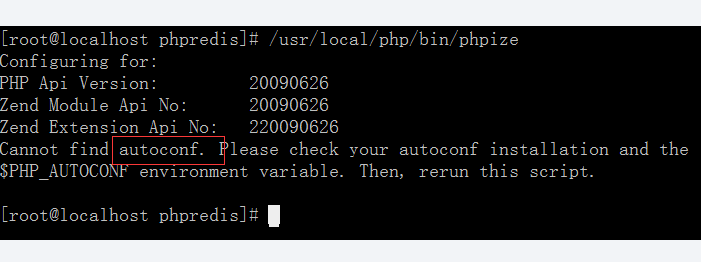 [root@localhost phpredis]# /usr/local/php/bin/phpize
Configuring for:
PHP Api Version:         20090626
Zend Module Api No:      20090626
Zend Extension Api No:   220090626
Cannot find autoconf. Please check your autoconf installation and the
$PHP_AUTOCONF environment variable. Then, rerun this script.
[root@localhost phpredis]#